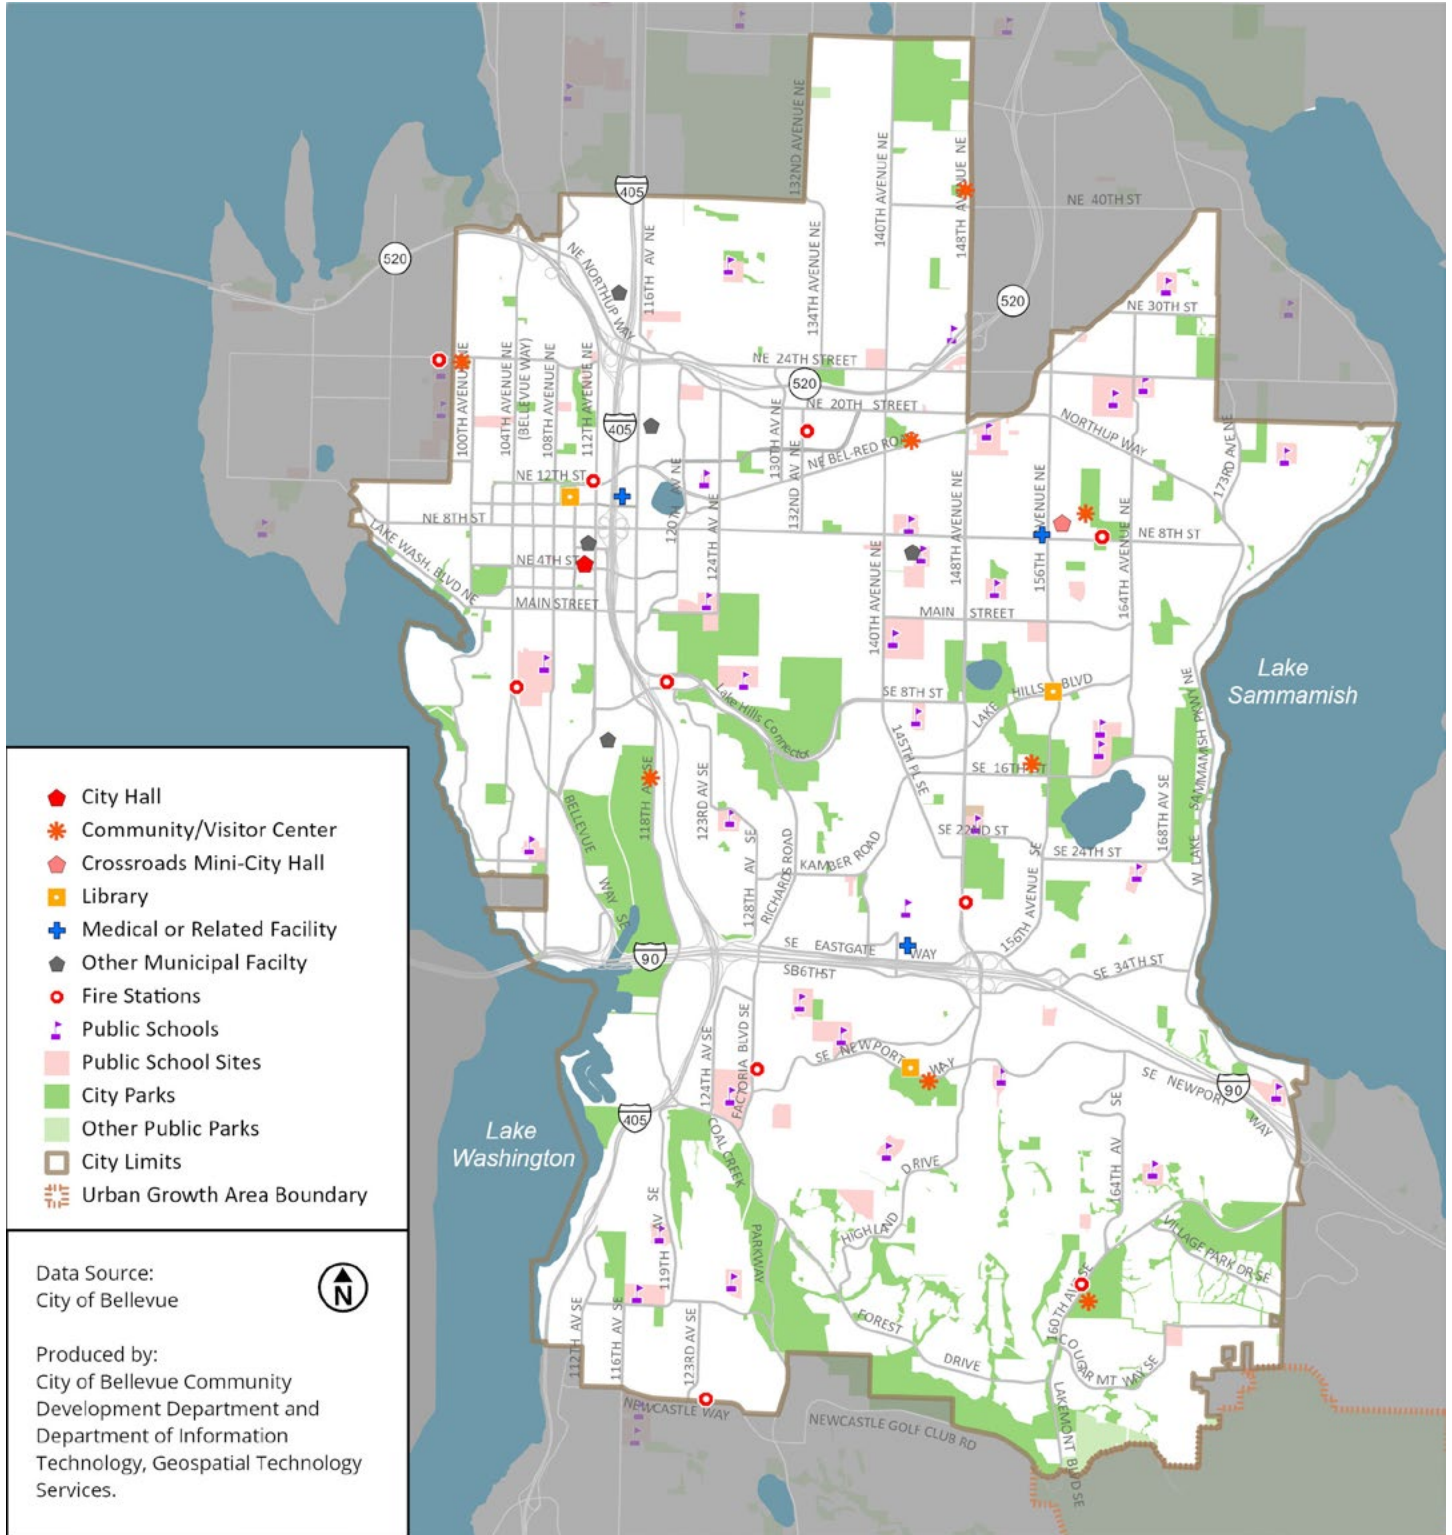 132ND AVENUE NE
140TH AVENUE NE
148TH AVENUE NE
405
NE 40TH ST
520
NE NORTHUP WAY
116TH AV NE
134TH AVENUE NE
520
NE 30TH ST
NE 24TH STREET
520
100TH AVENUE NE
104TH AVENUE NE
(BELLEVUE WAY)
108TH AVENUE NE
112TH AVENUE NE
405
NE 20TH STREET
NORTHUP WAY
130TH AV NE
132ND AV NE
NE BEL-RED ROAD
173RD AVE NE
NE 12TH ST
120TH AV NE
124TH AV NE
148TH AVENUE NE
156TH AVENUE NE
164TH AVENUE NE
NE 8TH ST
NE 8TH ST
LAKE WASH. BLVD NE
NE 4TH ST
MAIN STREET
140TH AVENUE NE
MAIN STREET
Lake
Sammamish
SE 8TH ST
LAKE HILLS BLVD
Lake Hills Connector
W LAKE SAMMAMISH PKWY NE
145TH PL SE
SE 16TH ST
118TH AV SE
123RD AV SE
BELLEVUE WAY SE
SE 22ND ST
168TH AV SE
SE 24TH ST
KAMBER ROAD
128TH AV SE
RICHARDS ROAD
156TH AVENUE SE
SE EASTGATE WAY
90
SE 34TH ST
124TH AV SE
FACTORIA BLVD SE
SE NEWPORT WAY
SE NEWPORT WAY
90
405
COAL CREEK PARKWAY
164TH AV SE
Lake
Washington
HIGHLAND DRIVE
119TH AV SE
VILLAGE PARK DR SE
160TH AVE SE
FOREST DRIVE
COUGAR MT WAY SE
112TH AV SE
116TH AV SE
123RD AV SE
LAKEMONT BLVD SE
NEWCASTLE WAY
NEWCASTLE GOLF CLUB RD
City Hall
Community/Visitor Center
Crossroads Mini-City Hall
Library
Medical or Related Facility
Other Municipal Facilty
Fire Stations
Public Schools
Public School Sites
City Parks
Other Public Parks
City Limits
Urban Growth Area Boundary
Data Source:
City of Bellevue
N
Produced by:
City of Bellevue Community
Development Department and
Department of Information
Technology, Geospatial Technology
Services.